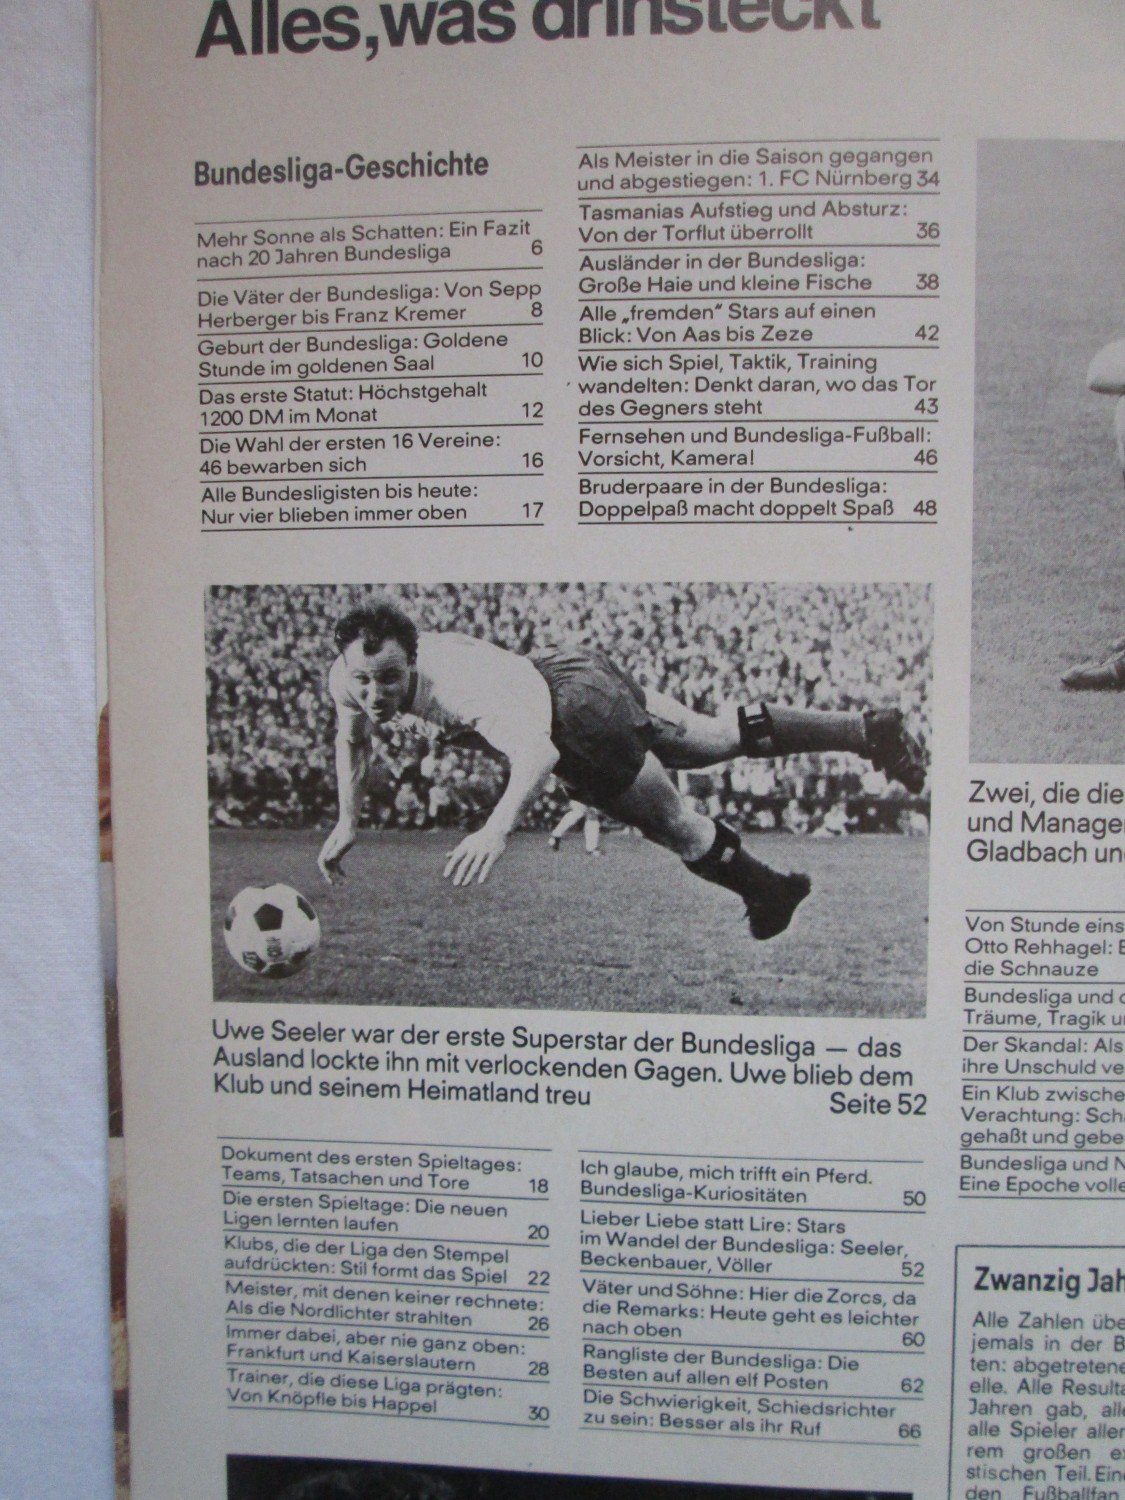 Alles, was drinsteckt
Bundesliga-Geschichte
Mehr Sonne als Schatten: Ein Fazit
nach 20 Jahren Bundesliga 6
Die Väter der Bundesliga: Von Sepp
Herberger bis Franz Kremer 8
Geburt der Bundesliga: Goldene
Stunde im goldenen Saal 10
Das erste Statut: Höchstgehalt
1200 DM im Monat 12
Die Wahl der ersten 16 Vereine:
46 bewarben sich 16
Alle Bundesligisten bis heute:
Nur vier blieben immer oben 17
Als Meister in die Saison gegangen
und abgestiegen: 1. FC Nürnberg 34
Tasmanias Aufstieg und Absturz:
Von der Torflut überrollt 36
Ausländer in der Bundesliga:
Große Haie und kleine Fische 38
Alle „fremden" Stars auf einen
Blick: Von Aas bis Zeze 42
Wie sich Spiel, Taktik, Training
wandelten: Denkt daran, wo das Tor
des Gegners steht 43
Fernsehen und Bundesliga-Fußball:
Vorsicht, Kamera! 46
Bruderpaare in der Bundesliga:
Doppelpaß macht doppelt Spaß 48
Uwe Seeler war der erste Superstar der Bundesliga — das
Ausland lockte ihn mit verlockenden Gagen. Uwe blieb dem
Klub und seinem Heimatland treu Seite 52
Dokument des ersten Spieltages:
Teams, Tatsachen und Tore 18
Die ersten Spieltage: Die neuen
Ligen lernten laufen 20
Klubs, die der Liga den Stempel
aufdrückten: Stil formt das Spiel 22
Meister, mit denen keiner rechnete:
Als die Nordlichter strahlten 26
Immer dabei, aber nie ganz oben:
Frankfurt und Kaiserslautern 28
Trainer, die diese Liga prägten:
Von Knöpfle bis Happel 30
Ich glaube, mich trifft ein Pferd.
Bundesliga-Kuriositäten 50
Lieber Liebe statt Lire: Stars
im Wandel der Bundesliga: Seeler,
Beckenbauer, Völler 52
Väter und Söhne: Hier die Zorcs, da
die Remarks: Heute geht es leichter
nach oben 60
Rangliste der Bundesliga: Die
Besten auf allen elf Posten 62
Die Schwierigkeit, Schiedsrichter
zu sein: Besser als ihr Ruf 66
Zwei, die die
und Manage
Gladbach un
Von Stunde eins
Otto Rehhagel:
die Schnauze
Bundesliga und
Träume, Tragik u
Der Skandal: Als
ihre Unschuld ve
Ein Klub zwische
Verachtung: Sch
gehaßt und gebe
Bundesliga und N
Eine Epoche volle
Zwanzig Jah
Alle Zahlen übe
jemals in der B
ten: abgetretene
elle. Alle Result
Jahren gab, all
alle Spieler aller
rem großen e
stischen Teil. Ein
den Fußballfan